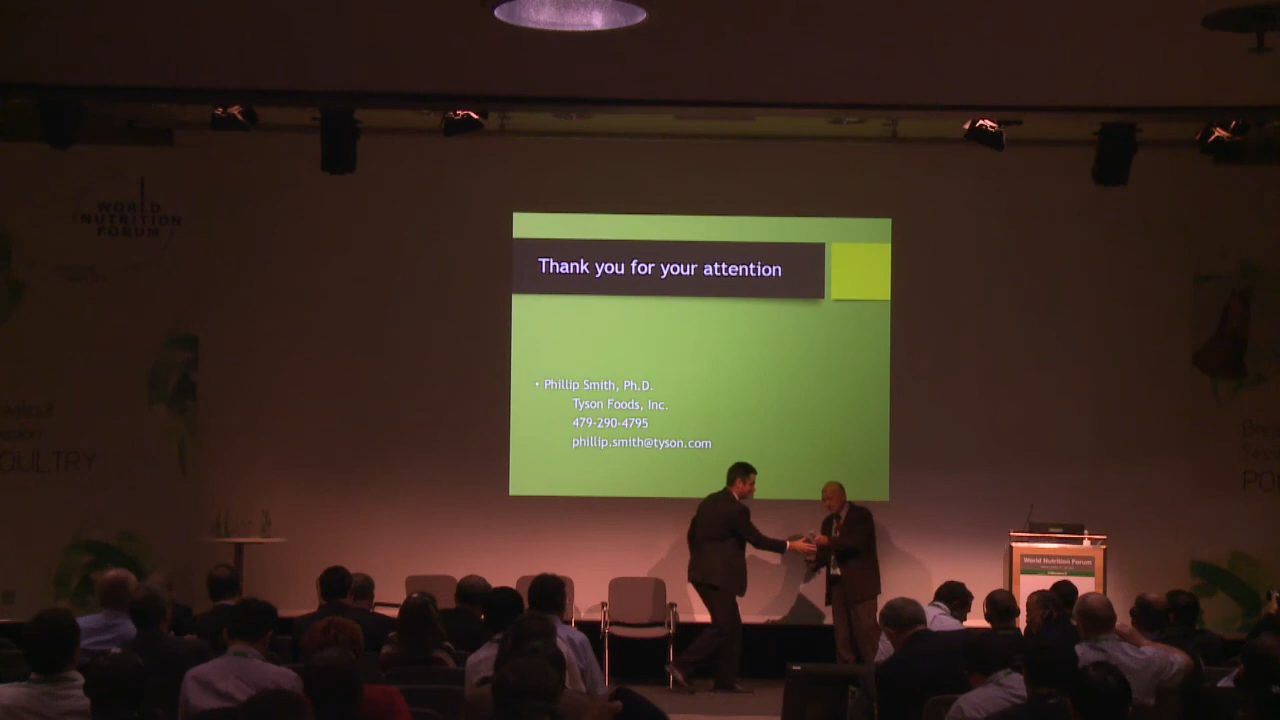 WORLD
NUTRITION
FORUM
Thank you for your attention
• Phillip Smith, Ph.D.
Tyson Foods, Inc.
479-290-4795
phillip.smith@tyson.com
OULTRY
World Nutrition Forum